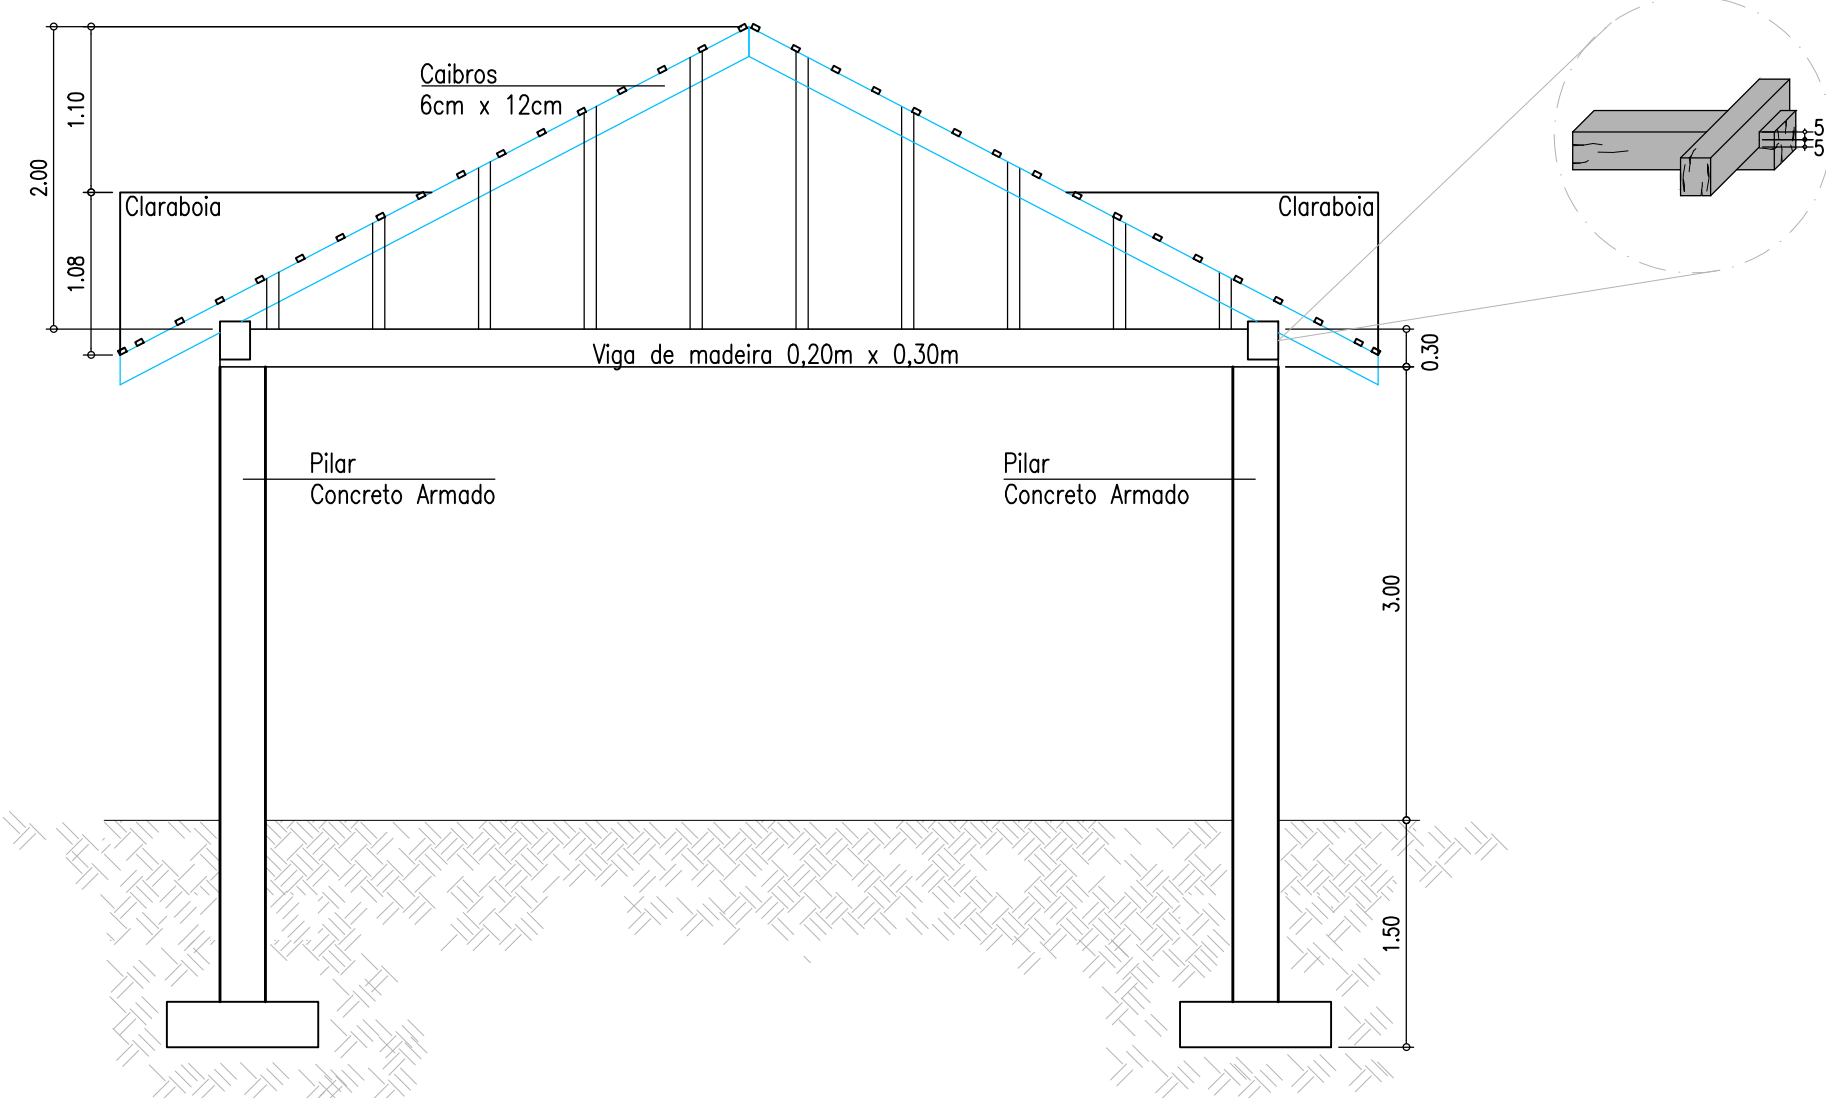 Caibros
6cm x 12cm
1.10
2.00
5
5
Claraboia
Claraboia
1.08
Viga de madeira 0,20m x 0,30m
0.30
Pilar
Concreto Armado
Pilar
Concreto Armado
3.00
1.50